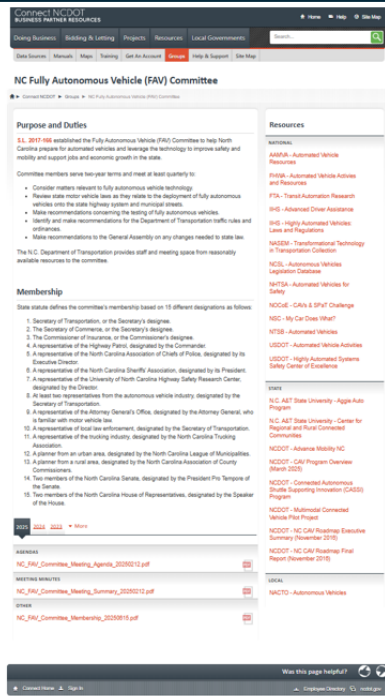 Connect NCDOT
BUSINESS PARTNER RESOURCES
Home Help Site Map
Doing Business Bidding & Letting Projects Resources Local Governments Search...
Data Sources Manuals Maps Training Get An Account Groups Help & Support Site Map
NC Fully Autonomous Vehicle (FAV) Committee
Connect NCDOT ▸ Groups ▸ NC Fully Autonomous Vehicle (FAV) Committee
Purpose and Duties
S.L. 2017-166 established the Fully Autonomous Vehicle (FAV) Committee to help North
Carolina prepare for automated vehicles and leverage the technology to improve safety and
mobility and support jobs and economic growth in the state.
Committee members serve two-year terms and meet at least quarterly to:
• Consider matters relevant to fully autonomous vehicle technology.
• Review state motor vehicle laws as they relate to the deployment of fully autonomous
vehicles onto the state highway system and municipal streets.
• Make recommendations concerning the testing of fully autonomous vehicles.
• Identify and make recommendations for the Department of Transportation traffic rules and
ordinances.
• Make recommendations to the General Assembly on any changes needed to state law.
The N.C. Department of Transportation provides staff and meeting space from reasonably
available resources to the committee.
Membership
State statute defines the committee's membership based on 15 different designations as follows:
1. Secretary of Transportation, or the Secretary's designee.
2. The Secretary of Commerce, or the Secretary's designee.
3. The Commissioner of Insurance, or the Commissioner's designee.
4. A representative of the Highway Patrol, designated by the Commander.
5. A representative of the North Carolina Association of Chiefs of Police, designated by its
Executive Director.
6. A representative of the North Carolina Sheriffs' Association, designated by its President.
7. A representative of the University of North Carolina Highway Safety Research Center,
designated by the Director.
8. At least two representatives from the autonomous vehicle industry, designated by the
Secretary of Transportation.
9. A representative of the Attorney General's Office, designated by the Attorney General, who
is familiar with motor vehicle law.
10. A representative of local law enforcement, designated by the Secretary of Transportation.
11. A representative of the trucking industry, designated by the North Carolina Trucking
Association.
12. A planner from an urban area, designated by the North Carolina League of Municipalities.
13. A planner from a rural area, designated by the North Carolina Association of County
Commissioners.
14. Two members of the North Carolina Senate, designated by the President Pro Tempore of
the Senate.
15. Two members of the North Carolina House of Representatives, designated by the Speaker
of the House.
2025 2024 2023 More
AGENDAS
NC_FAV_Committee_Meeting_Agenda_20250212.pdf
MEETING MINUTES
NC_FAV_Committee_Meeting_Summary_20250212.pdf
OTHER
NC_FAV_Committee_Membership_20250815.pdf
Resources
NATIONAL
AAMVA - Automated Vehicle
Resources
FHWA - Automated Vehicle Activites
and Resources
FTA - Transit Automation Research
IIHS - Advanced Driver Assistance
IIHS - Highly Automated Vehicles
Laws and Regulations
NASEM - Transformational Technology
in Transportation Collection
NCSL - Autonomous Vehicles
Legislation Database
NHTSA - Automated Vehicles for
Safety
NOCoE - CAVs & SPaT Challenge
NSC - My Car Does What?
NTSB - Automated Vehicles
USDOT - Automated Vehicle Activities
USDOT - Highly Automated Systems
Safety Center of Excellence
STATE
N.C. A&T State University - Aggie Auto
Program
N.C. A&T State University - Center for
Regional and Rural Connected
Communities
NCDOT - Advance Mobility NC
NCDOT - CAV Program Overview
(March 2025)
NCDOT - Connected Autonomous
Shuttle Supporting Innovation (CASSI)
Program
NCDOT - Multimodal Connected
Vehicle Pilot Project
NCDOT - NC CAV Roadmap Executive
Summary (November 2016)
NCDOT - NC CAV Roadmap Final
Report (November 2016)
LOCAL
NACTO - Autonomous Vehicles
Was this page helpful?
Connect Home Sign In Employee Directory ncdot.gov